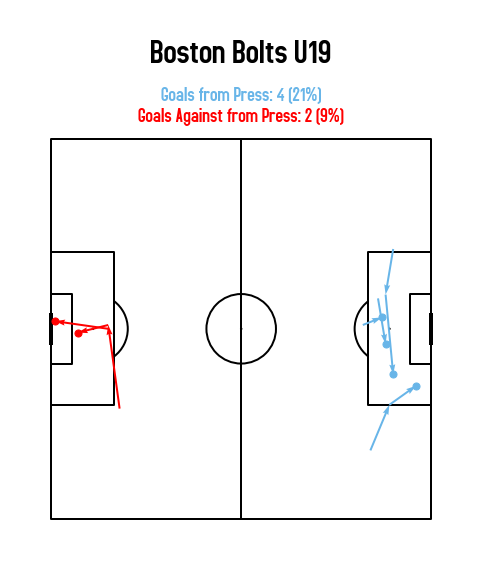 Boston Bolts U19
Goals from Press: 4 (21%)
Goals Against from Press: 2 (9%)